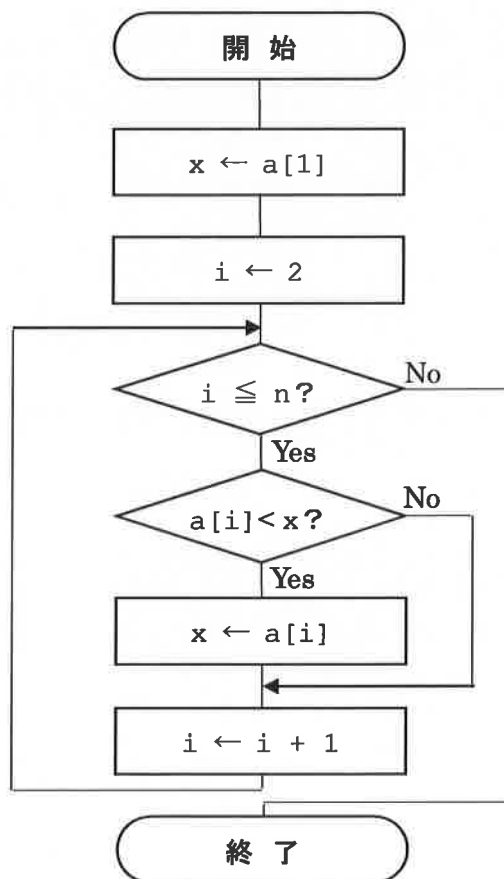 開 始
x ← a[1]
i ← 2
i ≦ n?
No
Yes
a[i]<x?
No
Yes
x ← a[i]
i ← i + 1
終 了